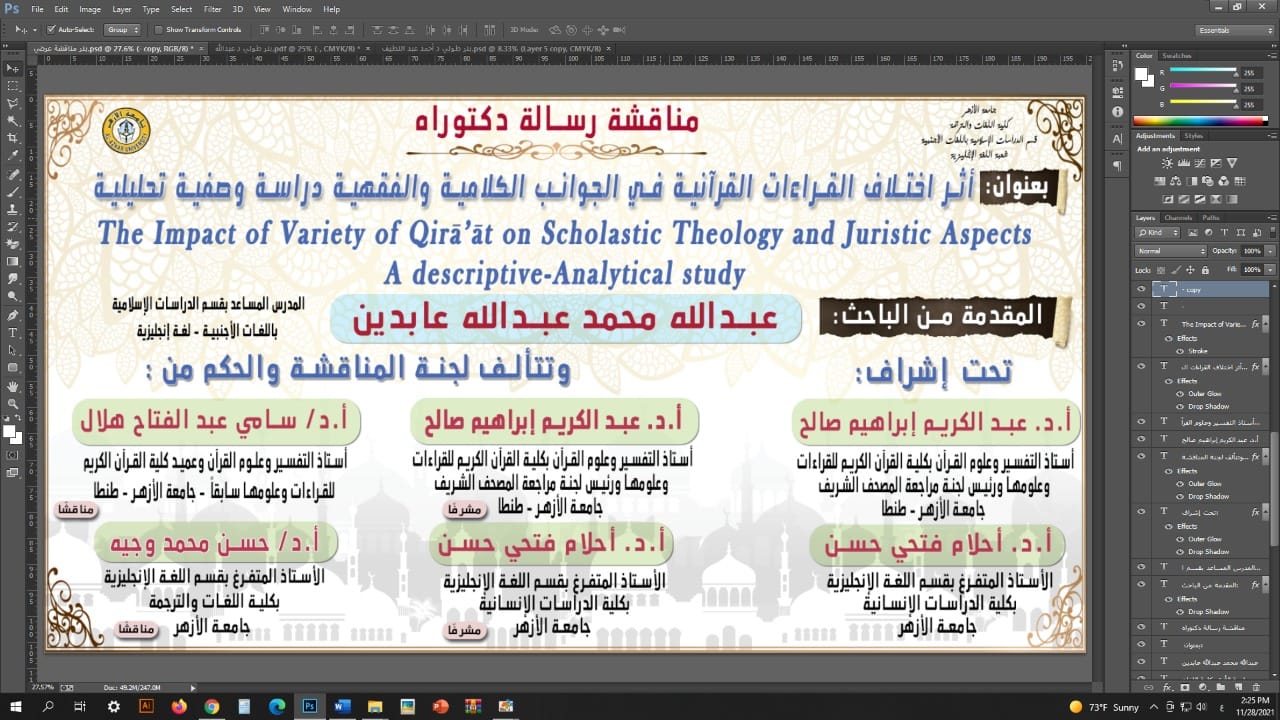 Ps File Edit Image Layer Type Select Filter 3D View Window Help
Auto-Select: Group Show Transform Controls 3D Mode: Essentials
بنر مناقشة عرضي.psd @ 27.6% (- copy, RGB/8) *
بنر طولي د عبدالله.pdf @ 25% (- , CMYK/8) *
بنر طولي د أحمد عبد اللطيف.psd @ 8.33% (Layer 5 copy, CMYK/8)
جامعة الأزهر
كلية اللغات والترجمة
قسم الدراسات الإسلامية باللغات الأجنبية
شعبة اللغة الإنجليزية
مناقشة رسالة دكتوراه
بعنوان:
أثر اختلاف القراءات القرآنية في الجوانب الكلامية والفقهية دراسة وصفية تحليلية
The Impact of Variety of Qirā’āt on Scholastic Theology and Juristic Aspects
A descriptive-Analytical study
المقدمة من الباحث:
عبدالله محمد عبدالله عابدين
المدرس المساعد بقسم الدراسات الإسلامية
باللغات الأجنبية - لغة إنجليزية
تحت إشراف:
أ.د. عبد الكريم إبراهيم صالح
أستاذ التفسير وعلوم القرآن بكلية القرآن الكريم للقراءات
وعلومها ورئيس لجنة مراجعة المصحف الشريف
جامعة الأزهر - طنطا
أ.د. أحلام فتحي حسن
الأستاذ المتفرغ بقسم اللغة الإنجليزية
بكلية الدراسات الإنسانية
جامعة الأزهر
وتتألف لجنة المناقشة والحكم من :
أ.د. عبد الكريم إبراهيم صالح
أستاذ التفسير وعلوم القرآن بكلية القرآن الكريم للقراءات
وعلومها ورئيس لجنة مراجعة المصحف الشريف
جامعة الأزهر - طنطا
مشرفًا
أ.د/ سامي عبد الفتاح هلال
أستاذ التفسير وعلوم القرآن وعميد كلية القرآن الكريم
للقراءات وعلومها سابقاً - جامعة الأزهر - طنطا
مناقشًا
أ.د. أحلام فتحي حسن
الأستاذ المتفرغ بقسم اللغة الإنجليزية
بكلية الدراسات الإنسانية
جامعة الأزهر
مشرفًا
أ.د/ حسن محمد وجيه
الأستاذ المتفرغ بقسم اللغة الإنجليزية
بكلية اللغات والترجمة
جامعة الأزهر
مناقشًا
Color Swatches
R 255
G 255
B 255
Adjustments Styles
Add an adjustment
Layers Channels Paths
Kind
Normal Opacity: 100%
Lock: Fill: 100%
- copy
-
The Impact of Varie... fx
Effects
Stroke
أثر اختلاف القراءات ال... fx
Effects
Outer Glow
Drop Shadow
أستاذ التفسير وعلوم القرآ...
أ.د. عبد الكريم إبراهيم صالح
وتتألف لجنة المناقشة... fx
Effects
Outer Glow
Drop Shadow
تحت إشراف: fx
Effects
Outer Glow
Drop Shadow
المدرس المساعد بقسم ا...
المقدمة من الباحث: fx
Effects
Drop Shadow
مناقشة رسالة دكتوراه
عبدالله محمد عبدالله عابدين
27.57% Doc: 49.2M/247.0M
73°F Sunny
2:25 PM
11/28/2021